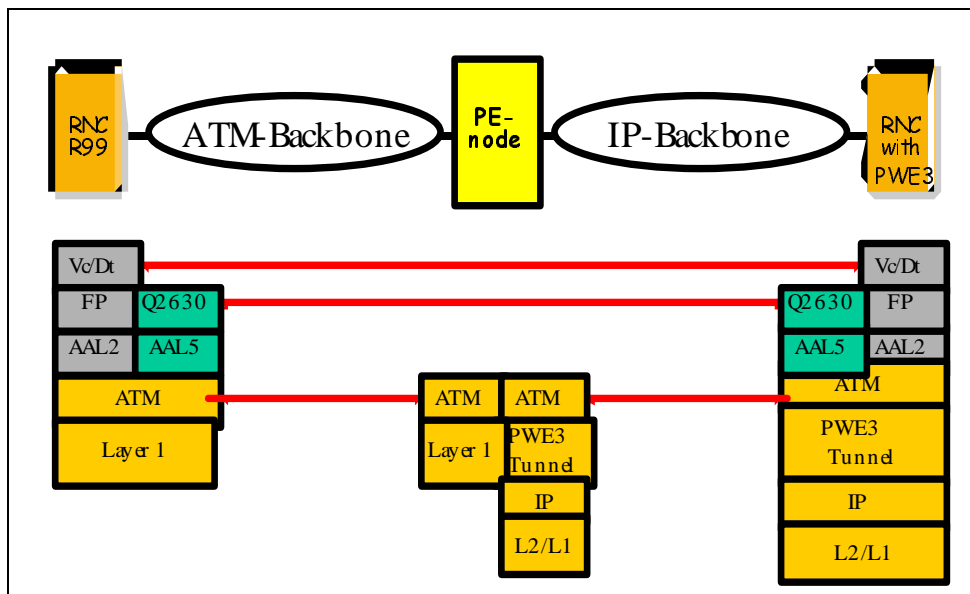 RNC
R99
ATM-Backbone
PE-
node
IP-Backbone
RNC
with
PWE3
Vc/Dt
Vc/Dt
FP
Q2630
Q2630
FP
AAL2
AAL5
AAL5
AAL2
ATM
ATM
ATM
ATM
Layer 1
Layer 1
PWE3
Tunnel
PWE3
Tunnel
IP
IP
L2/L1
L2/L1